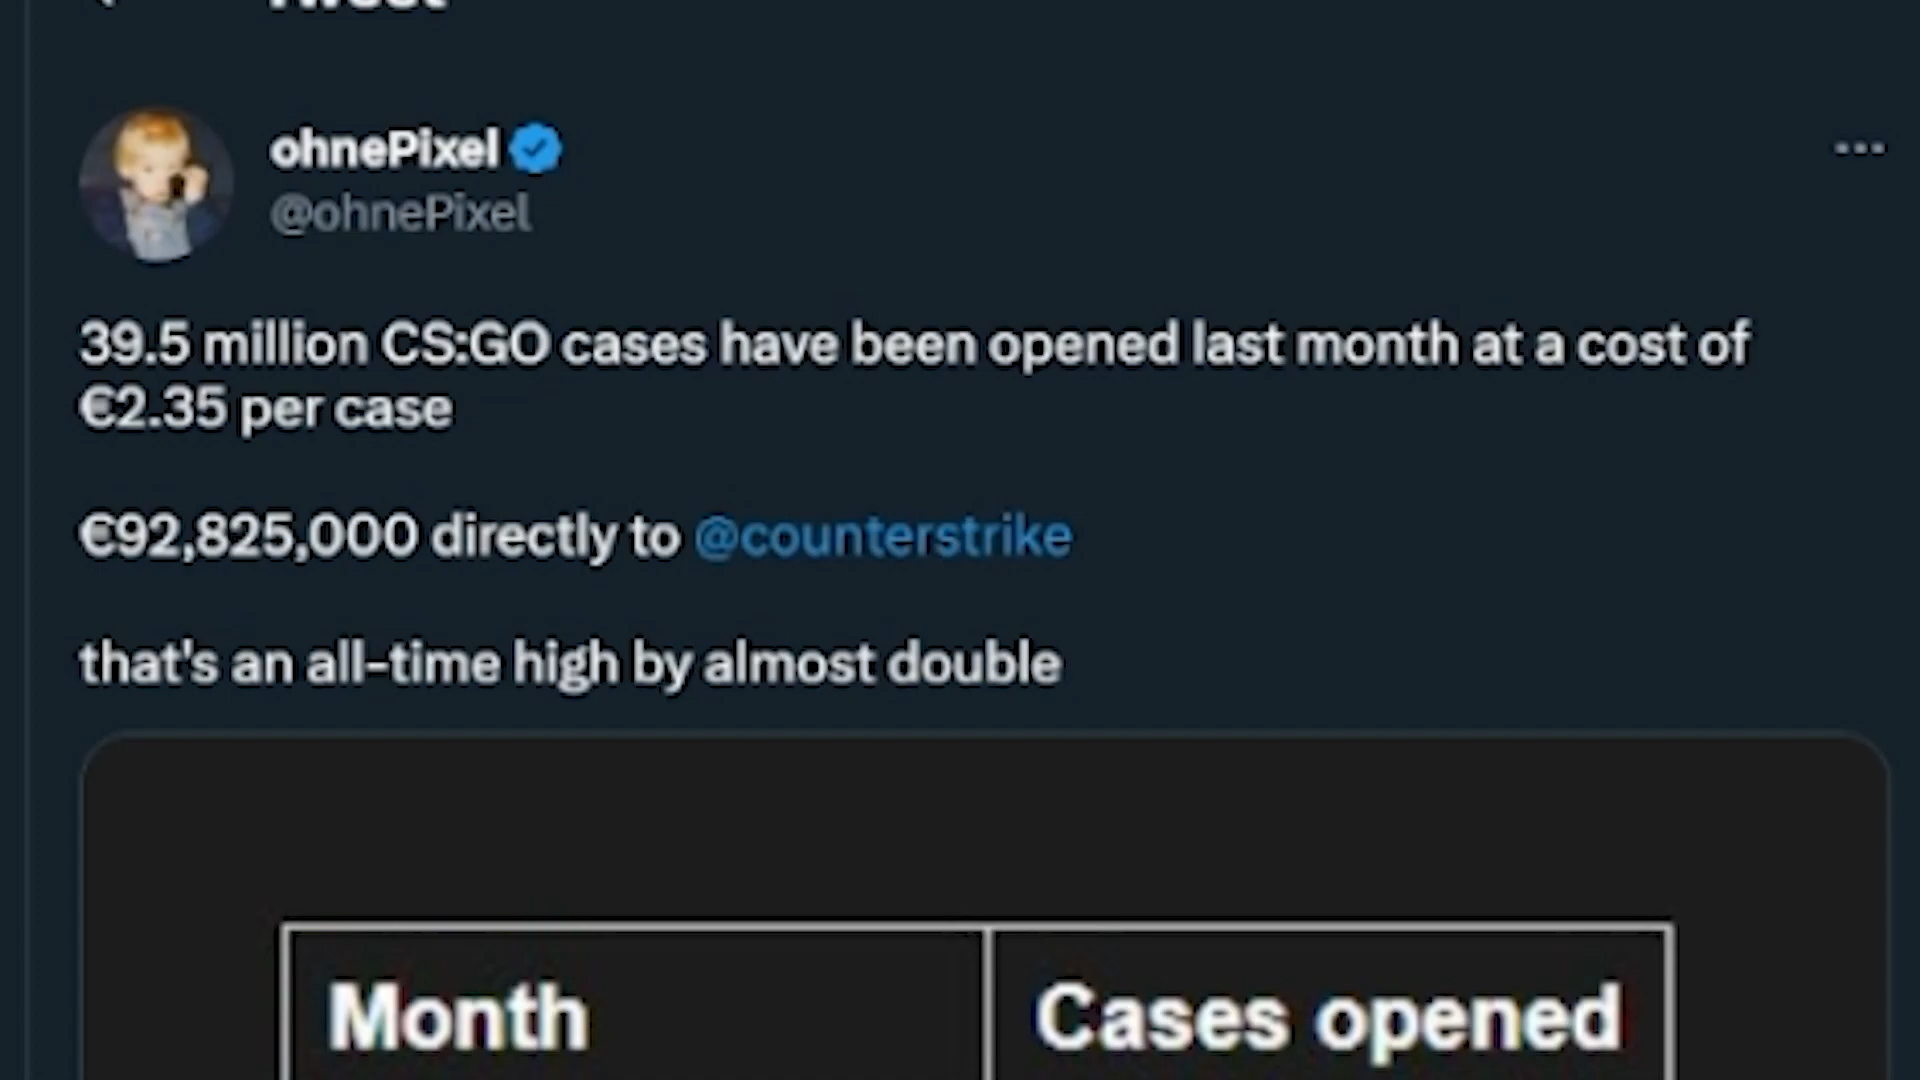 Tweet
ohnePixel
@ohnePixel
39.5 million CS:GO cases have been opened last month at a cost of
€2.35 per case
€92,825,000 directly to @counterstrike
that's an all-time high by almost double
Month
Cases opened